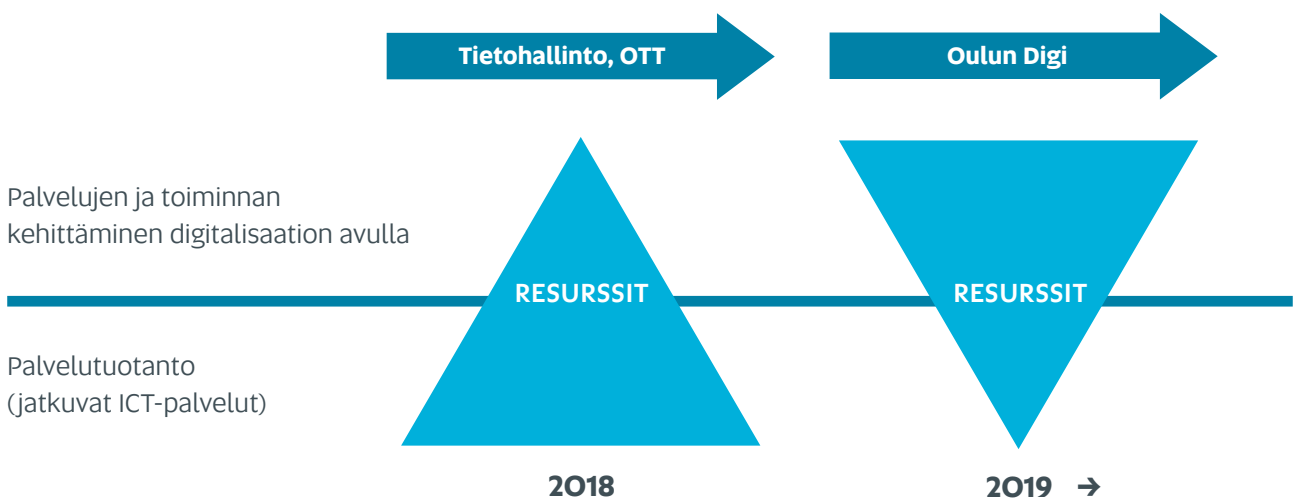 Tietohallinto, OTT
Oulun Digi
Palvelujen ja toiminnan
kehittäminen digitalisaation avulla
RESURSSIT
RESURSSIT
Palvelutuotanto
(jatkuvat ICT-palvelut)
2018
2019 →